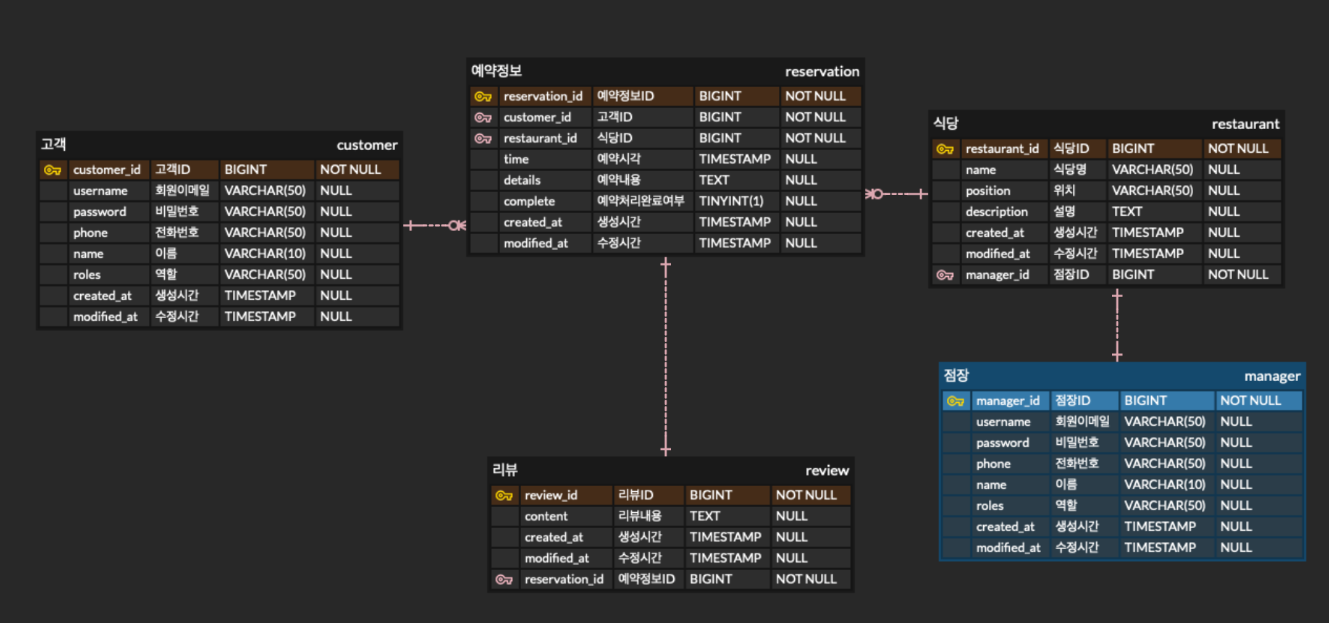 고객 customer
customer_id 고객ID BIGINT NOT NULL
username 회원이메일 VARCHAR(50) NULL
password 비밀번호 VARCHAR(50) NULL
phone 전화번호 VARCHAR(50) NULL
name 이름 VARCHAR(10) NULL
roles 역할 VARCHAR(50) NULL
created_at 생성시간 TIMESTAMP NULL
modified_at 수정시간 TIMESTAMP NULL
예약정보 reservation
reservation_id 예약정보ID BIGINT NOT NULL
customer_id 고객ID BIGINT NOT NULL
restaurant_id 식당ID BIGINT NOT NULL
time 예약시각 TIMESTAMP NULL
details 예약내용 TEXT NULL
complete 예약처리완료여부 TINYINT(1) NULL
created_at 생성시간 TIMESTAMP NULL
modified_at 수정시간 TIMESTAMP NULL
식당 restaurant
restaurant_id 식당ID BIGINT NOT NULL
name 식당명 VARCHAR(50) NULL
position 위치 VARCHAR(50) NULL
description 설명 TEXT NULL
created_at 생성시간 TIMESTAMP NULL
modified_at 수정시간 TIMESTAMP NULL
manager_id 점장ID BIGINT NOT NULL
리뷰 review
review_id 리뷰ID BIGINT NOT NULL
content 리뷰내용 TEXT NULL
created_at 생성시간 TIMESTAMP NULL
modified_at 수정시간 TIMESTAMP NULL
reservation_id 예약정보ID BIGINT NOT NULL
점장 manager
manager_id 점장ID BIGINT NOT NULL
username 회원이메일 VARCHAR(50) NULL
password 비밀번호 VARCHAR(50) NULL
phone 전화번호 VARCHAR(50) NULL
name 이름 VARCHAR(10) NULL
roles 역할 VARCHAR(50) NULL
created_at 생성시간 TIMESTAMP NULL
modified_at 수정시간 TIMESTAMP NULL